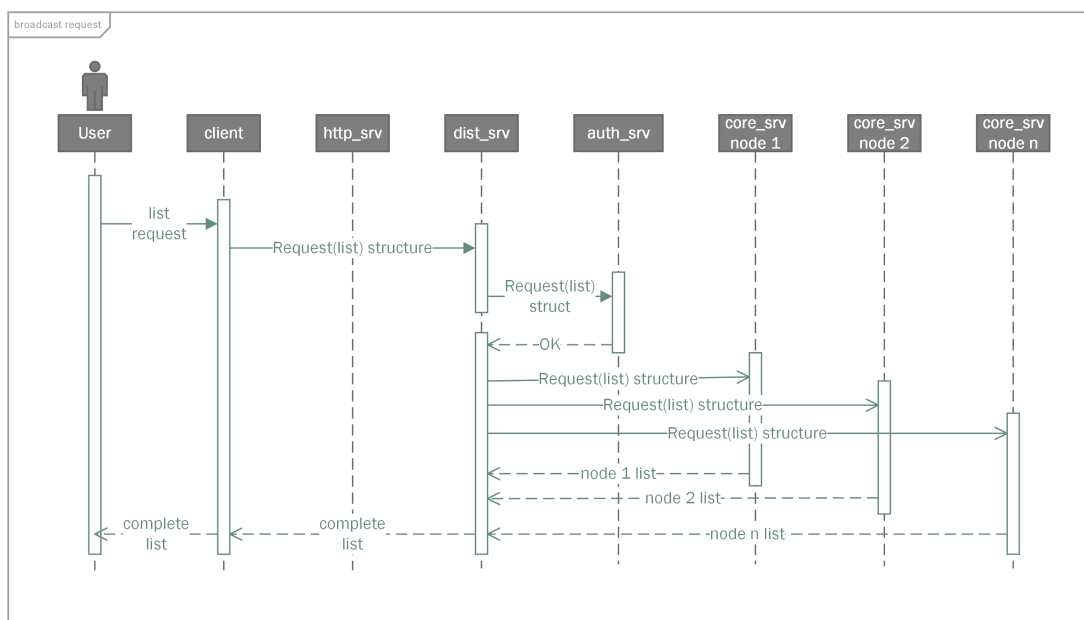 broadcast request
User
client
http_srv
dist_srv
auth_srv
core_srv
node 1
core_srv
node 2
core_srv
node n
list
request
Request(list) structure
Request(list)
struct
OK
Request(list) structure
Request(list) structure
Request(list) structure
node 1 list
node 2 list
complete
list
complete
list
node n list